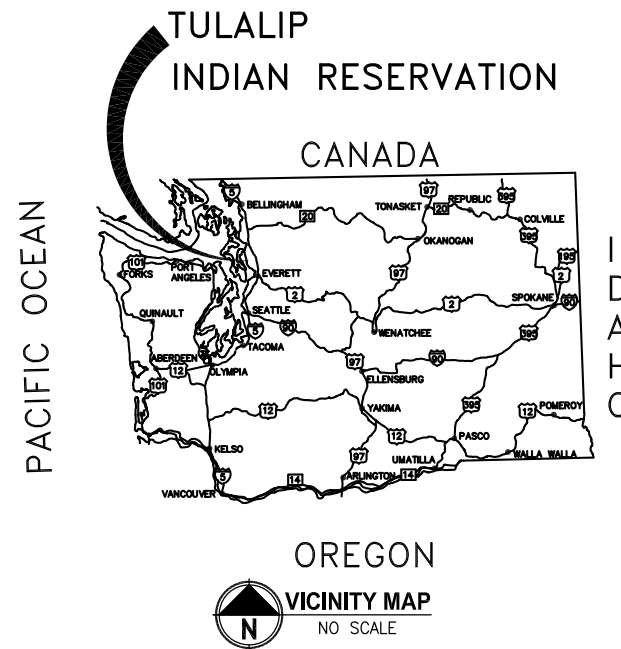 TULALIP
INDIAN RESERVATION
CANADA
PACIFIC OCEAN
5
BELLINGHAM
20
97
TONASKET
20
REPUBLIC
395
COLVILLE
OKANOGAN
395
195
101
FORKS
PORT
ANGELES
EVERETT
97
2
SPOKANE
90
2
2
QUINAULT
SEATTLE
5
90
WENATCHEE
395
ABERDEEN
TACOMA
12
OLYMPIA
97
90
ELLENSBURG
101
12
YAKIMA
395
12
POMEROY
12
PASCO
KELSO
97
UMATILLA
WALLA WALLA
5
14
ARLINGTON
14
VANCOUVER
I
D
A
H
OREGON
VICINITY MAP
N
NO SCALE